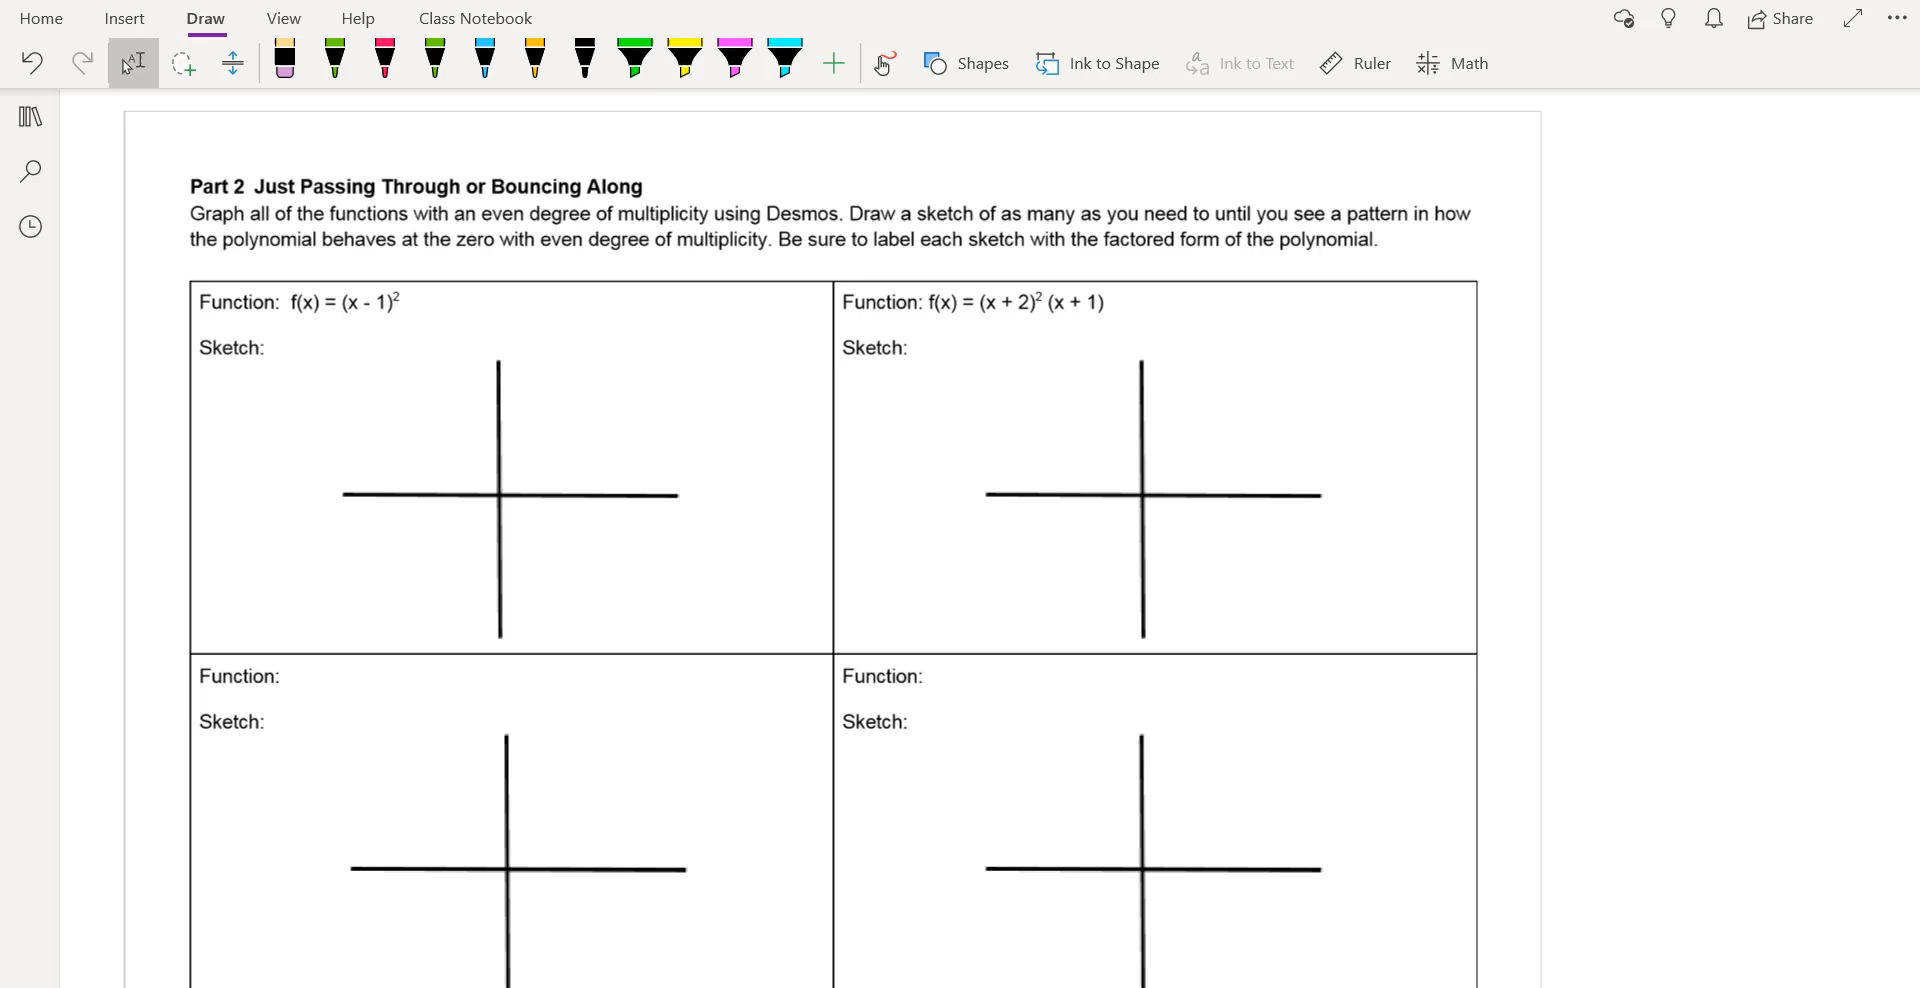 Home Insert Draw View Help Class Notebook Share
Shapes Ink to Shape Ink to Text Ruler Math
Part 2 Just Passing Through or Bouncing Along
Graph all of the functions with an even degree of multiplicity using Desmos. Draw a sketch of as many as you need to until you see a pattern in how
the polynomial behaves at the zero with even degree of multiplicity. Be sure to label each sketch with the factored form of the polynomial.
Function: f(x) = (x - 1)²
Sketch:
Function: f(x) = (x + 2)² (x + 1)
Sketch:
Function:
Sketch:
Function:
Sketch: